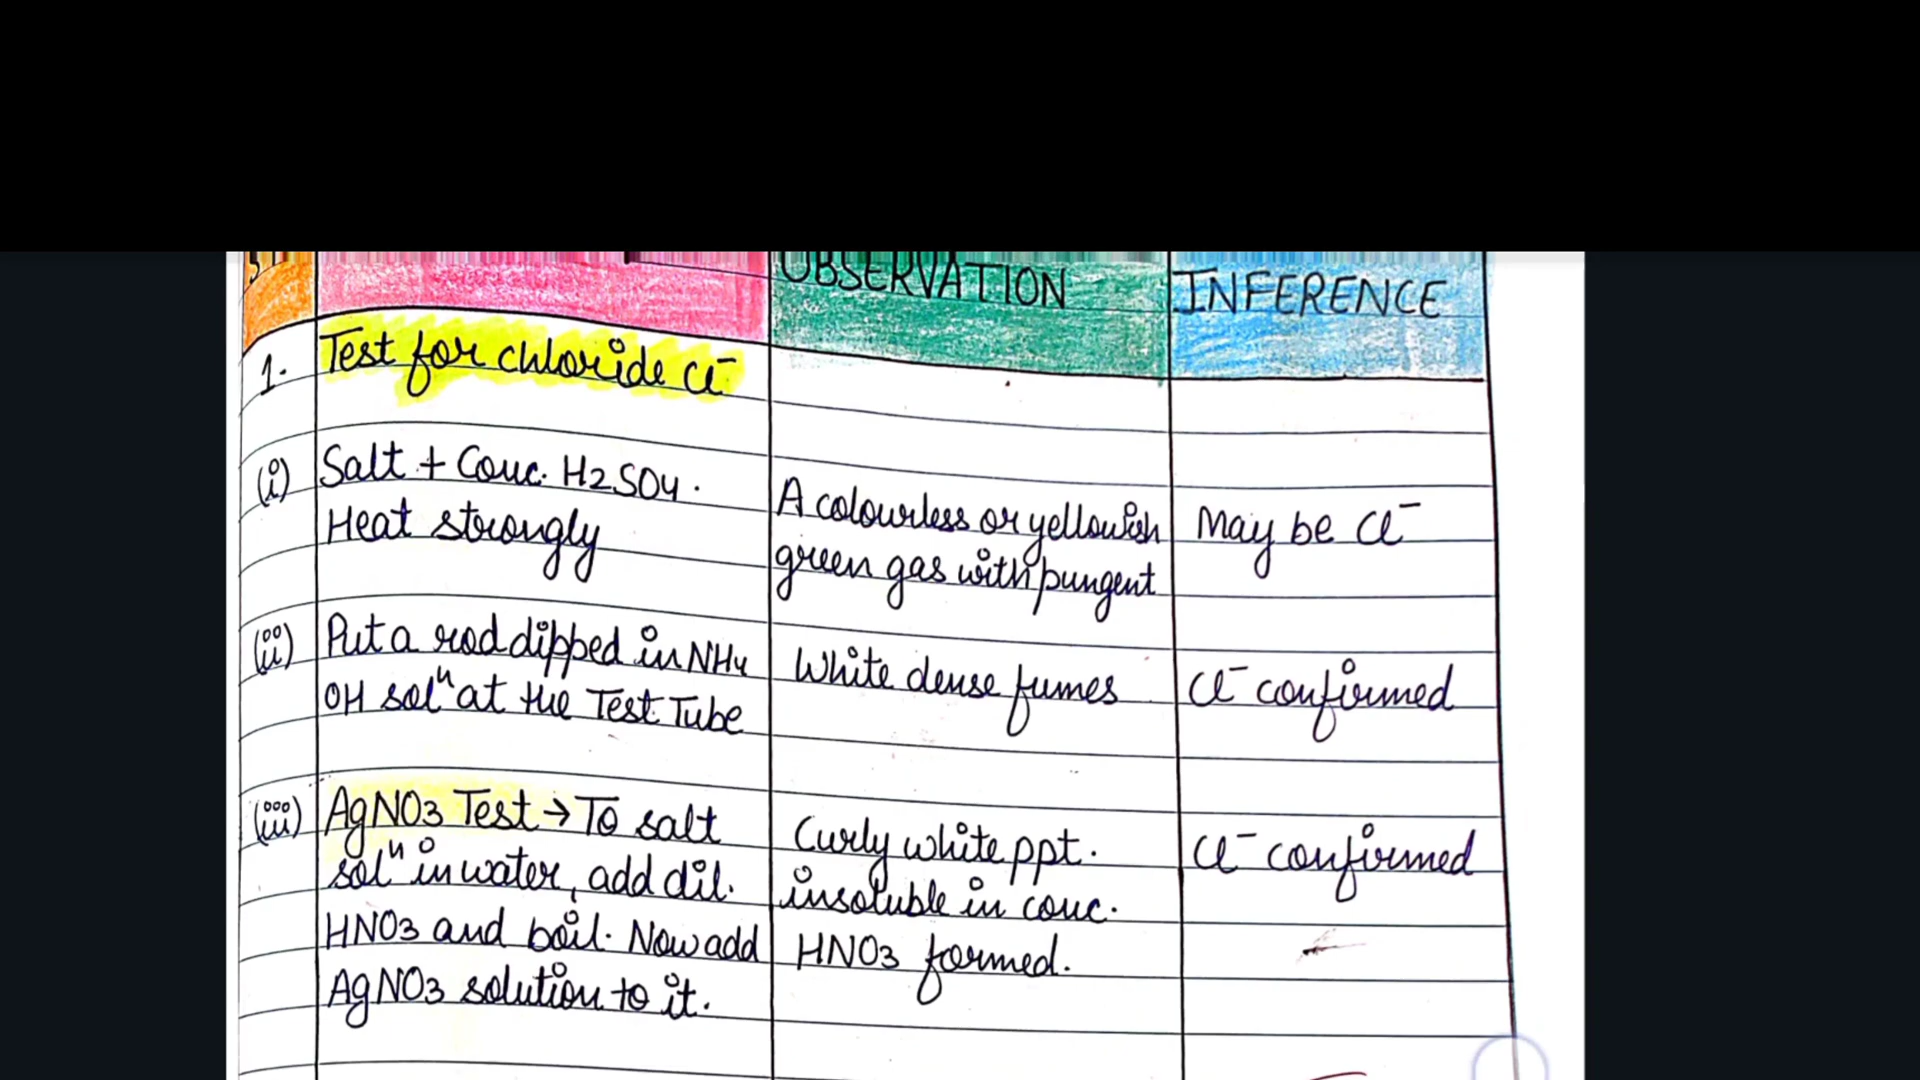 OBSERVATION
INFERENCE
1. Test for chloride Cl⁻
(i) Salt + Conc. H2SO4.
Heat strongly
A colourless or yellowish
green gas with pungent
May be Cl⁻
(ii) Put a rod dipped in NH4
OH solⁿ at the Test Tube
White dense fumes
Cl⁻ confirmed
(iii) AgNO3 Test → To salt
solⁿ in water, add dil.
HNO3 and boil. Now add
AgNO3 solution to it.
Curly white ppt.
insoluble in conc.
HNO3 formed.
Cl⁻ confirmed